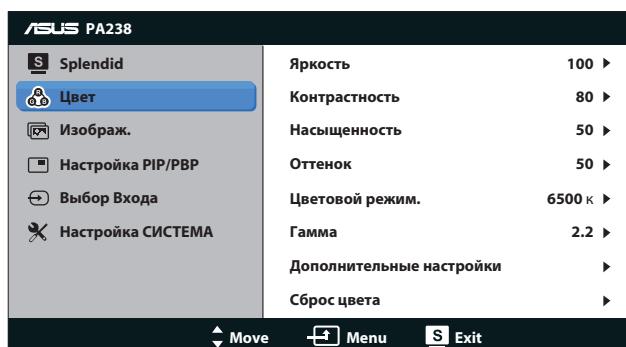 ASUS PA238
S Splendid
Цвет
Изображ.
Настройка PIP/PBP
Выбор Входа
Настройка СИСТЕМА
Яркость 100
Контрастность 80
Насыщенность 50
Оттенок 50
Цветовой режим. 6500 K
Гамма 2.2
Дополнительные настройки
Сброс цвета
Move Menu S Exit